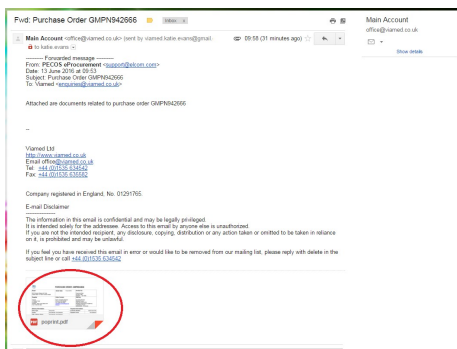 Fwd: Purchase Order GMPN942666
Inbox x
Main Account <office@viamed.co.uk> (sent by viamed.katie.evans@gmail.
09:58 (31 minutes ago)
to katie.evans
Main Account
office@viamed.co.uk
Show details
---------- Forwarded message ----------
From: PECOS eProcurement <support@elcom.com>
Date: 13 June 2016 at 09:53
Subject: Purchase Order GMPN942666
To: Viamed <enquiries@viamed.co.uk>
Attached are documents related to purchase order GMPN942666
--
Viamed Ltd
http://www.viamed.co.uk
Email office@viamed.co.uk
Tel: +44 (0)1535 634542
Fax: +44 (0)1535 635582
Company registered in England. No. 01291765.
E-mail Disclaimer
----------------
The information in this email is confidential and may be legally privileged.
It is intended solely for the addressee. Access to this email by anyone else is unauthorized.
If you are not the intended recipient, any disclosure, copying, distribution or any action taken or omitted to be taken in reliance
on it, is prohibited and may be unlawful.
If you feel you have received this email in error or would like to be removed from our mailing list, please reply with delete in the
subject line or call +44 (0)1535 634542
poprint.pdf